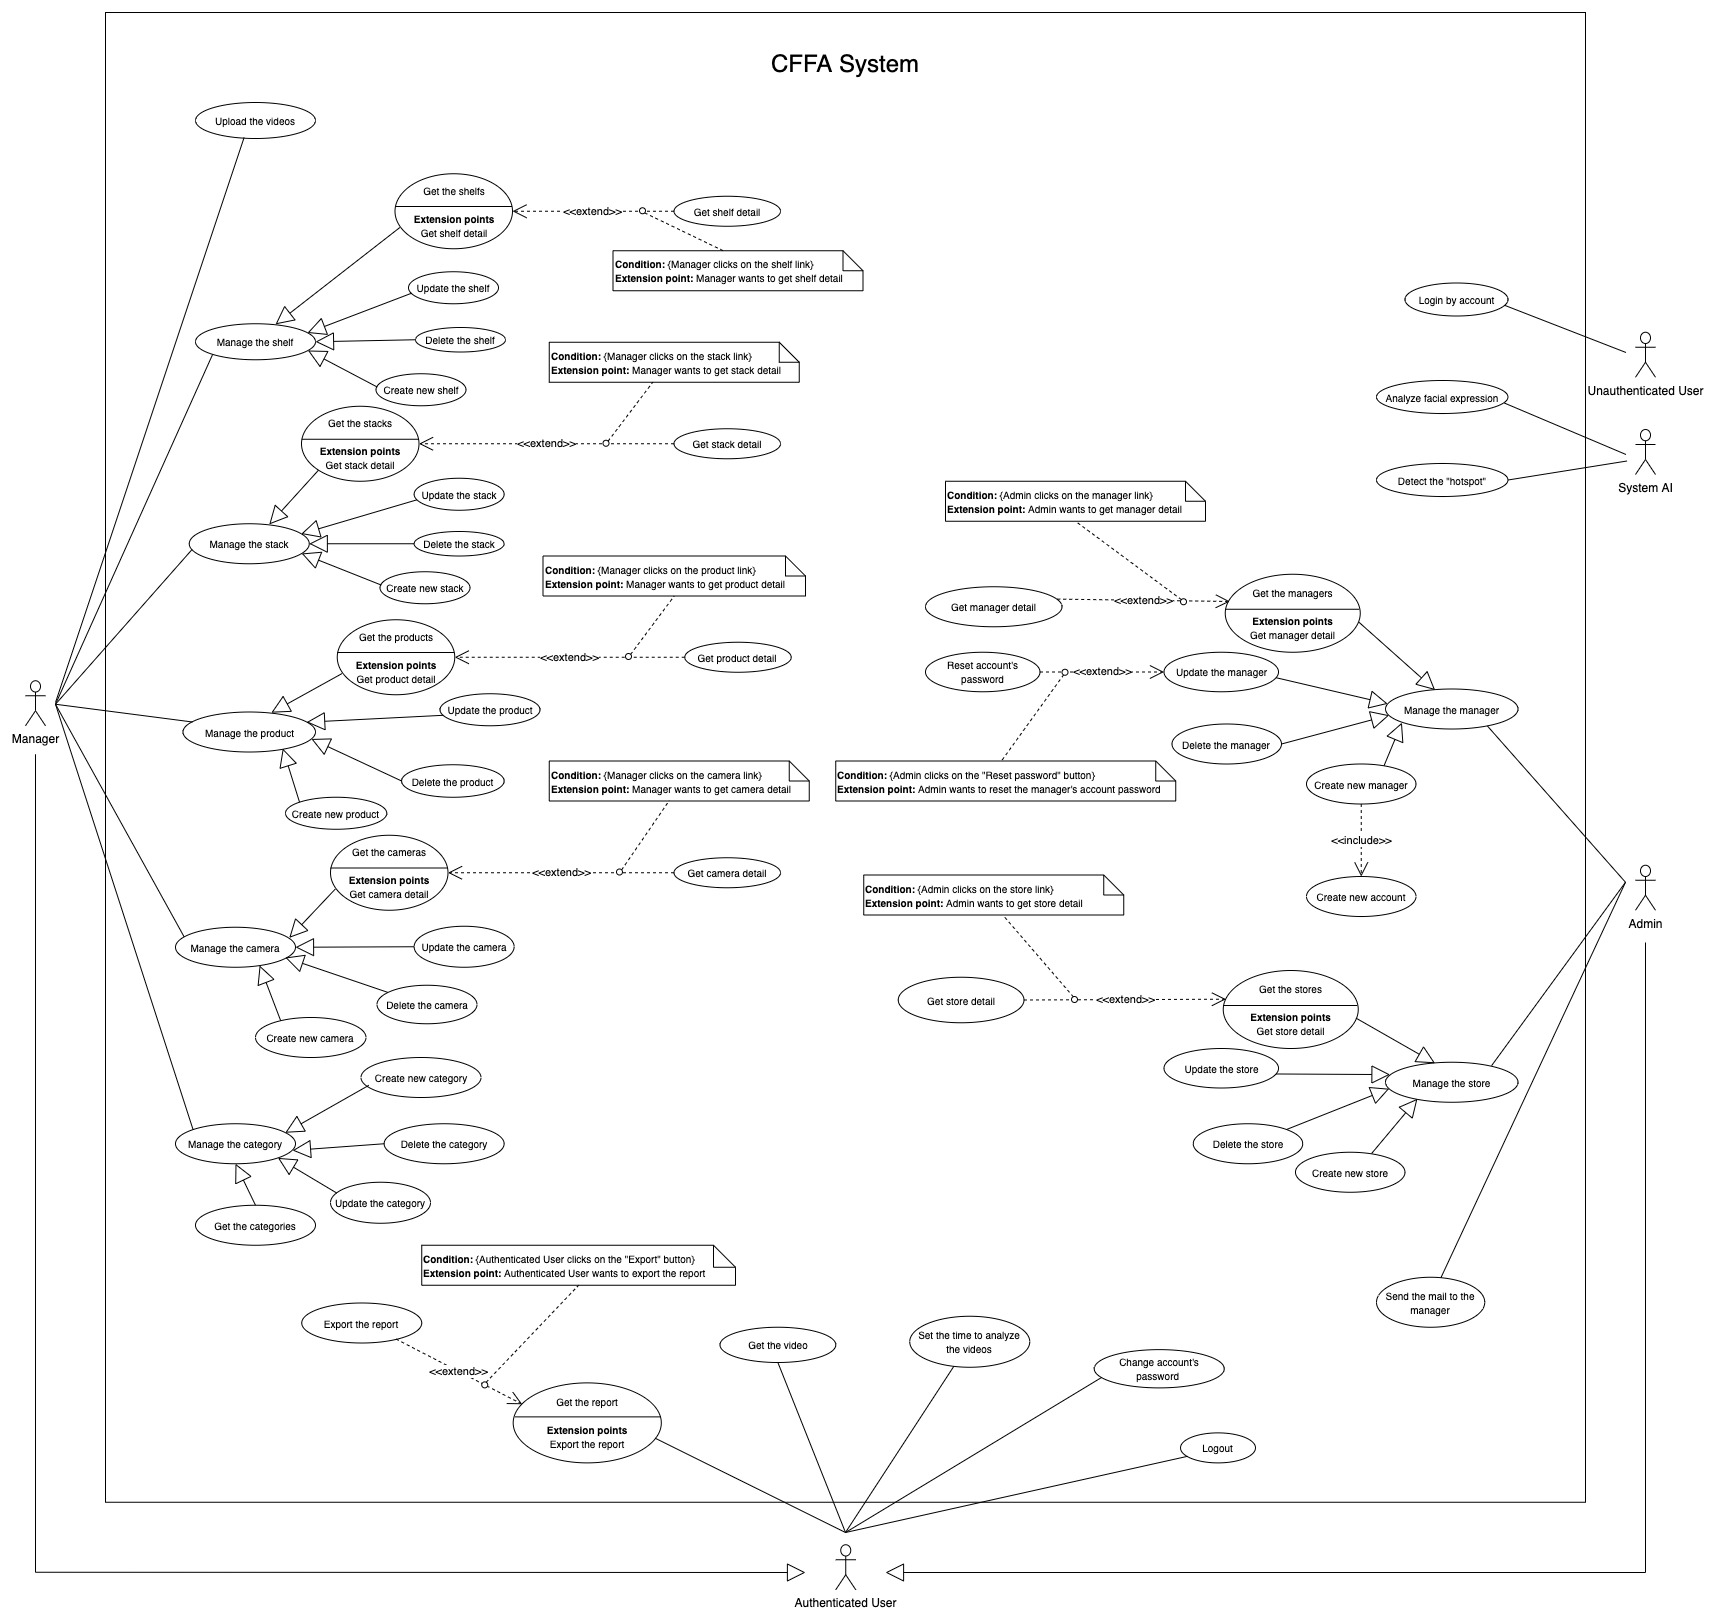 CFFA System
Upload the videos
Get the shelfs
Extension points
Get shelf detail
<<extend>>
Get shelf detail
Condition: {Manager clicks on the shelf link}
Extension point: Manager wants to get shelf detail
Update the shelf
Manage the shelf
Delete the shelf
Create new shelf
Condition: {Manager clicks on the stack link}
Extension point: Manager wants to get stack detail
Get the stacks
Extension points
Get stack detail
<<extend>>
Get stack detail
Update the stack
Manage the stack
Delete the stack
Create new stack
Condition: {Manager clicks on the product link}
Extension point: Manager wants to get product detail
Get the products
Extension points
Get product detail
<<extend>>
Get product detail
Update the product
Manage the product
Delete the product
Create new product
Manager
Condition: {Manager clicks on the camera link}
Extension point: Manager wants to get camera detail
Get the cameras
Extension points
Get camera detail
<<extend>>
Get camera detail
Manage the camera
Update the camera
Delete the camera
Create new camera
Create new category
Manage the category
Delete the category
Update the category
Get the categories
Login by account
Unauthenticated User
Analyze facial expression
Detect the "hotspot"
System AI
Condition: {Admin clicks on the manager link}
Extension point: Admin wants to get manager detail
Get manager detail
<<extend>>
Get the managers
Extension points
Get manager detail
Reset account's
password
<<extend>>
Update the manager
Manage the manager
Delete the manager
Condition: {Admin clicks on the "Reset password" button}
Extension point: Admin wants to reset the manager's account password
Create new manager
<<include>>
Create new account
Admin
Condition: {Admin clicks on the store link}
Extension point: Admin wants to get store detail
Get store detail
<<extend>>
Get the stores
Extension points
Get store detail
Update the store
Manage the store
Delete the store
Create new store
Send the mail to the
manager
Condition: {Authenticated User clicks on the "Export" button}
Extension point: Authenticated User wants to export the report
Export the report
<<extend>>
Get the report
Extension points
Export the report
Get the video
Set the time to analyze
the videos
Change account's
password
Logout
Authenticated User